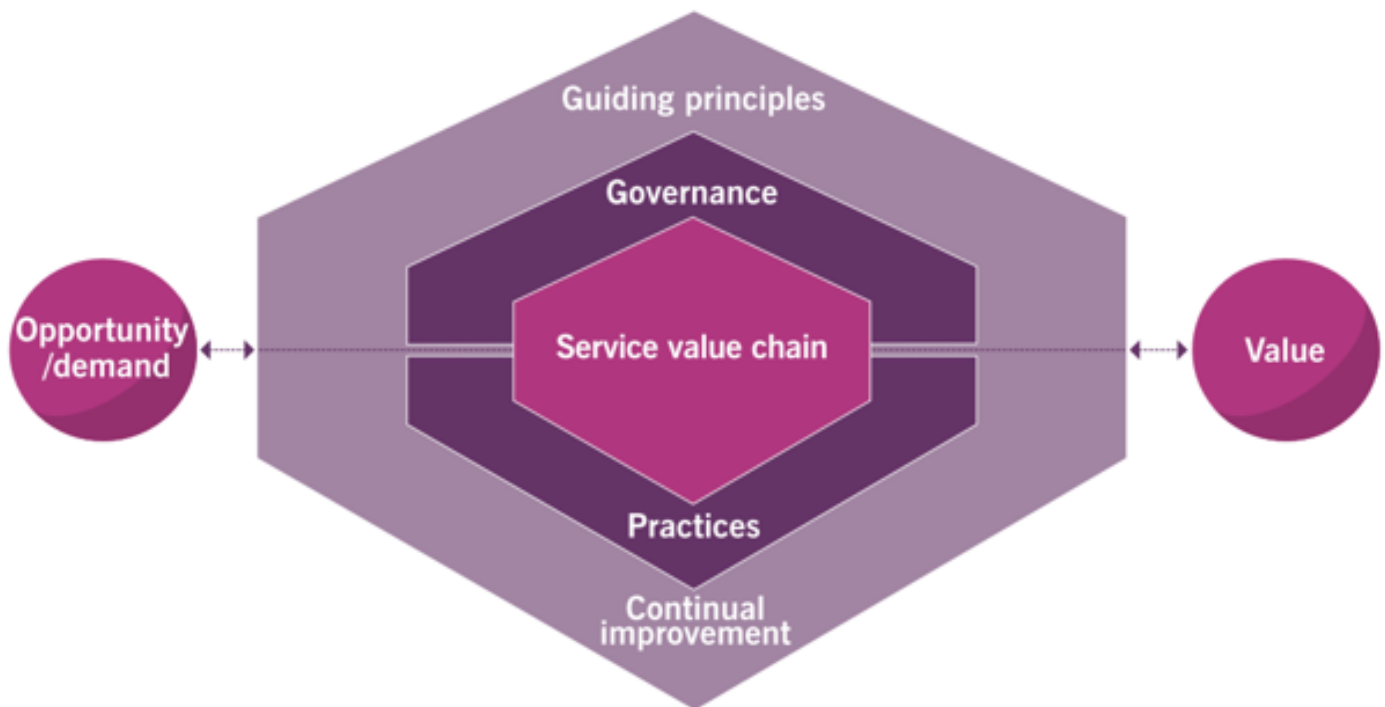 Guiding principles
Governance
Opportunity
/demand
Service value chain
Value
Practices
Continual
improvement